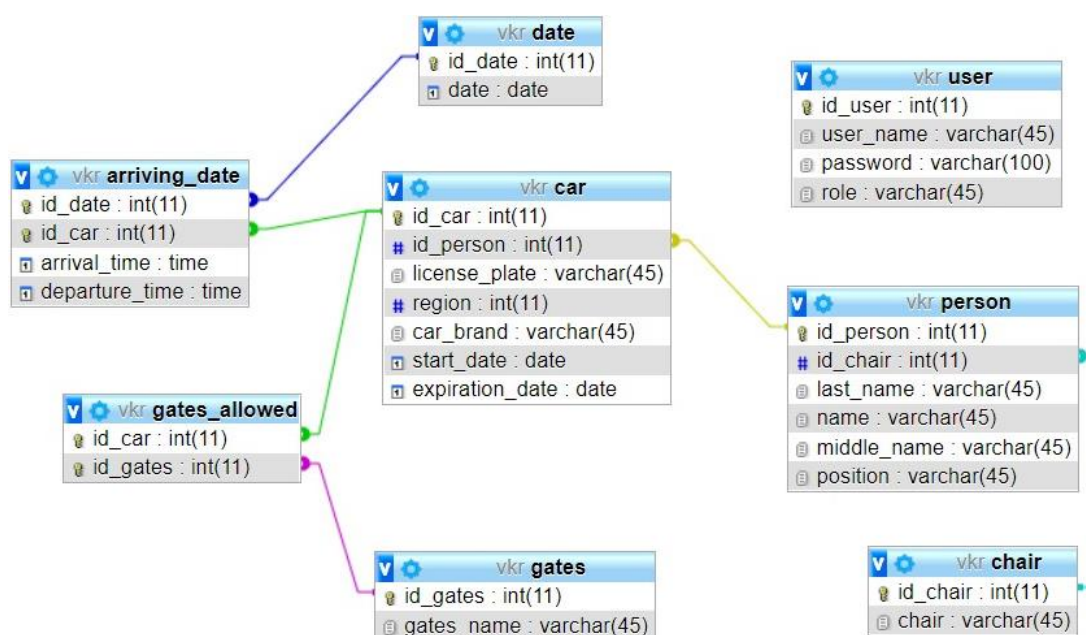 vkr date
id_date : int(11)
date : date
vkr user
id_user : int(11)
user_name : varchar(45)
password : varchar(100)
role : varchar(45)
vkr arriving_date
id_date : int(11)
id_car : int(11)
arrival_time : time
departure_time : time
vkr car
id_car : int(11)
id_person : int(11)
license_plate : varchar(45)
region : int(11)
car_brand : varchar(45)
start_date : date
expiration_date : date
vkr person
id_person : int(11)
id_chair : int(11)
last_name : varchar(45)
name : varchar(45)
middle_name : varchar(45)
position : varchar(45)
vkr gates_allowed
id_car : int(11)
id_gates : int(11)
vkr gates
id_gates : int(11)
gates_name : varchar(45)
vkr chair
id_chair : int(11)
chair : varchar(45)